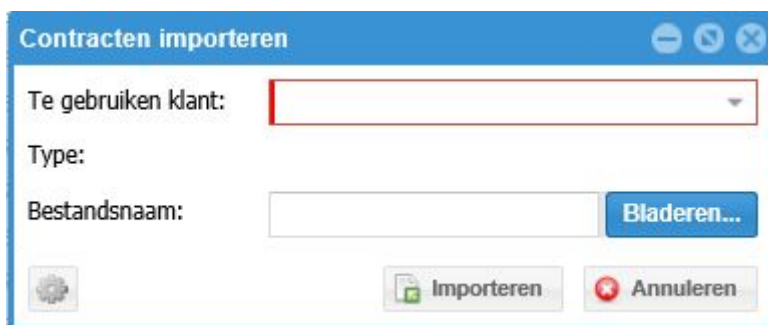 Contracten importeren
Te gebruiken klant:
Type:
Bestandsnaam:
Bladeren...
Importeren
Annuleren